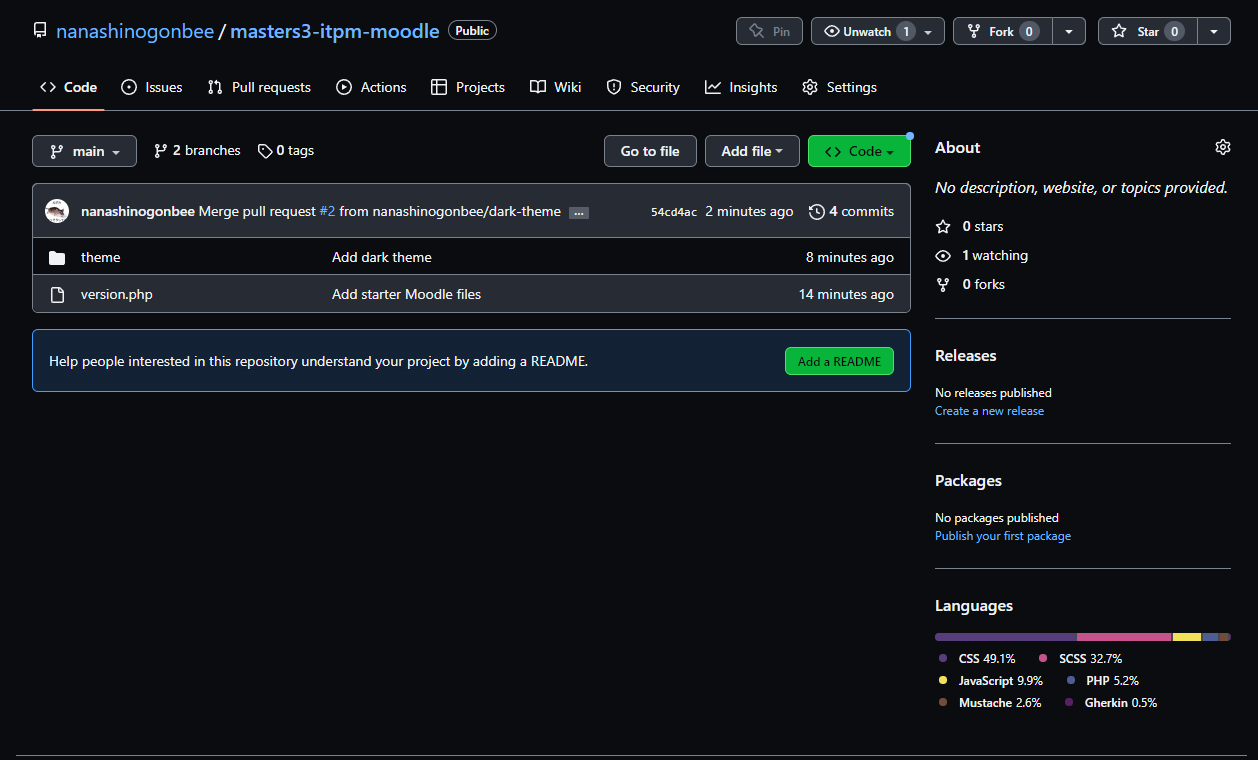 nanashinogonbee / masters3-itpm-moodle Public Pin Unwatch 1 Fork 0 Star 0
Code Issues Pull requests Actions Projects Wiki Security Insights Settings
main 2 branches 0 tags Go to file Add file Code
nanashinogonbee Merge pull request #2 from nanashinogonbee/dark-theme ... 54cd4ac 2 minutes ago 4 commits
theme Add dark theme 8 minutes ago
version.php Add starter Moodle files 14 minutes ago
Help people interested in this repository understand your project by adding a README. Add a README
About
No description, website, or topics provided.
0 stars
1 watching
0 forks
Releases
No releases published
Create a new release
Packages
No packages published
Publish your first package
Languages
CSS 49.1% SCSS 32.7%
JavaScript 9.9% PHP 5.2%
Mustache 2.6% Gherkin 0.5%